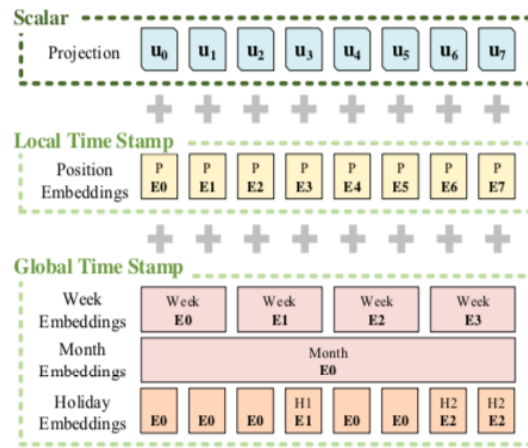 Scalar
Projection u₀ u₁ u₂ u₃ u₄ u₅ u₆ u₇
Local Time Stamp
Position Embeddings
P P P P P P P P
E0 E1 E2 E3 E4 E5 E6 E7
Global Time Stamp
Week Embeddings
Week Week Week Week
E0 E1 E2 E3
Month Embeddings
Month
E0
Holiday Embeddings
H1 H2 H2
E0 E0 E0 E1 E0 E0 E2 E2